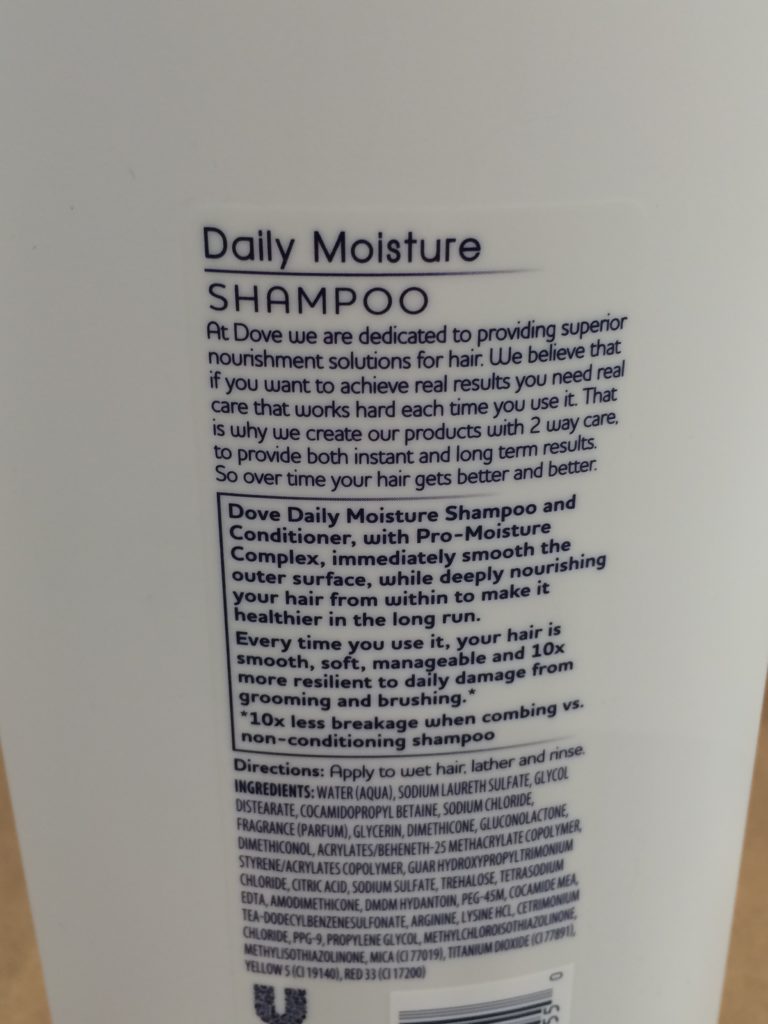 Daily Moisture
SHAMPOO
At Dove we are dedicated to providing superior
nourishment solutions for hair. We believe that
if you want to achieve real results you need real
care that works hard each time you use it. That
is why we create our products with 2 way care,
to provide both instant and long term results.
So over time your hair gets better and better.
Dove Daily Moisture Shampoo and
Conditioner, with Pro-Moisture
Complex, immediately smooth the
outer surface, while deeply nourishing
your hair from within to make it
healthier in the long run.
Every time you use it, your hair is
smooth, soft, manageable and 10x
more resilient to daily damage from
grooming and brushing.*
*10x less breakage when combing vs.
non-conditioning shampoo
Directions: Apply to wet hair, lather and rinse.
INGREDIENTS: WATER (AQUA), SODIUM LAURETH SULFATE, GLYCOL
DISTEARATE, COCAMIDOPROPYL BETAINE, SODIUM CHLORIDE,
FRAGRANCE (PARFUM), GLYCERIN, DIMETHICONE, GLUCONOLACTONE,
DIMETHICONOL, ACRYLATES/BEHENETH-25 METHACRYLATE COPOLYMER,
STYRENE/ACRYLATES COPOLYMER, GUAR HYDROXYPROPYLTRIMONIUM
CHLORIDE, CITRIC ACID, SODIUM SULFATE, TREHALOSE, TETRASODIUM
EDTA, AMODIMETHICONE, DMDM HYDANTOIN, PEG-45M, COCAMIDE MEA,
TEA-DODECYLBENZENESULFONATE, ARGININE, LYSINE HCL, CETRIMONIUM
CHLORIDE, PPG-9, PROPYLENE GLYCOL, METHYLCHLOROISOTHIAZOLINONE,
METHYLISOTHIAZOLINONE, MICA (CI 77019), TITANIUM DIOXIDE (CI 77891),
YELLOW 5 (CI 19140), RED 33 (CI 17200)
0